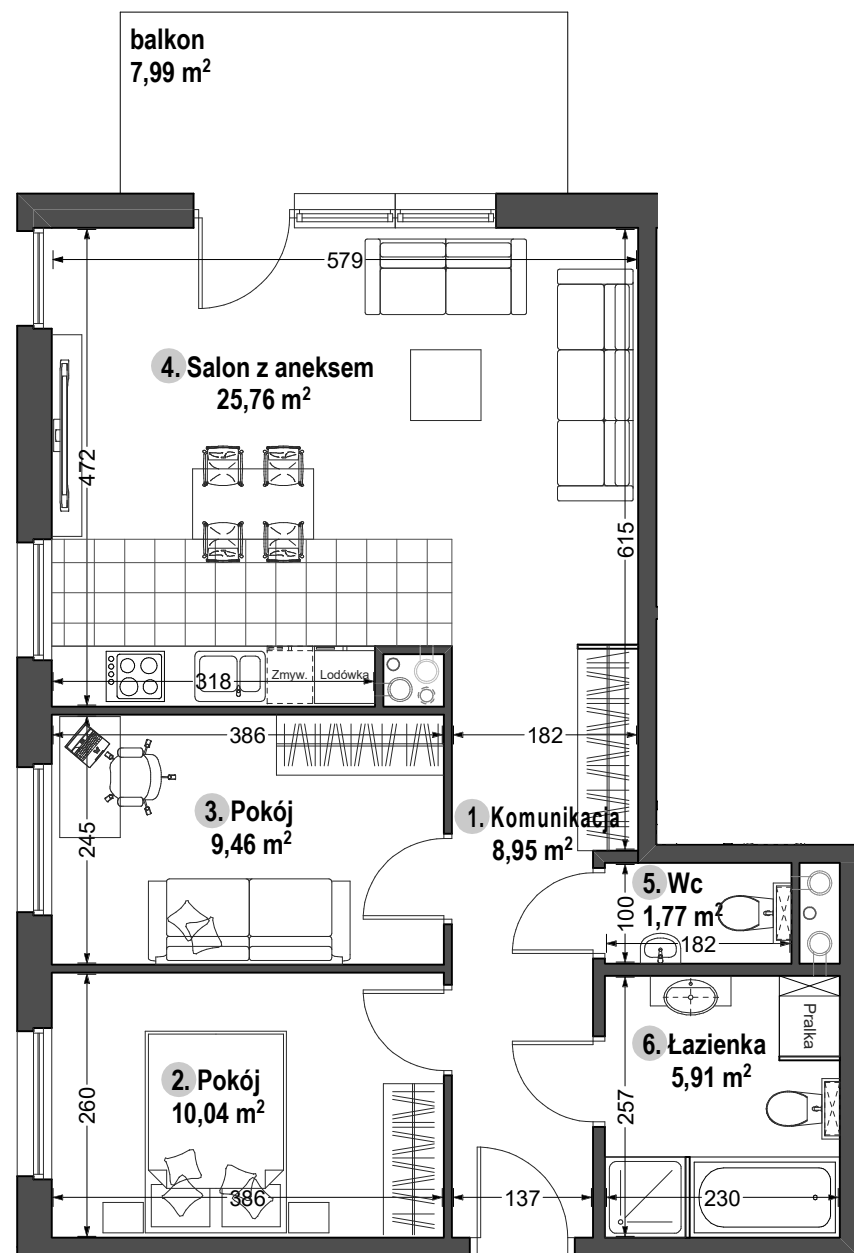 balkon
7,99 m²
579
4. Salon z aneksem
25,76 m²
472
615
318
Zmyw.
Lodówka
386
182
3. Pokój
9,46 m²
245
1. Komunikacja
8,95 m²
5. Wc
1,77 m²
100
182
2. Pokój
10,04 m²
260
6. Łazienka
5,91 m²
Pralka
257
386
137
230